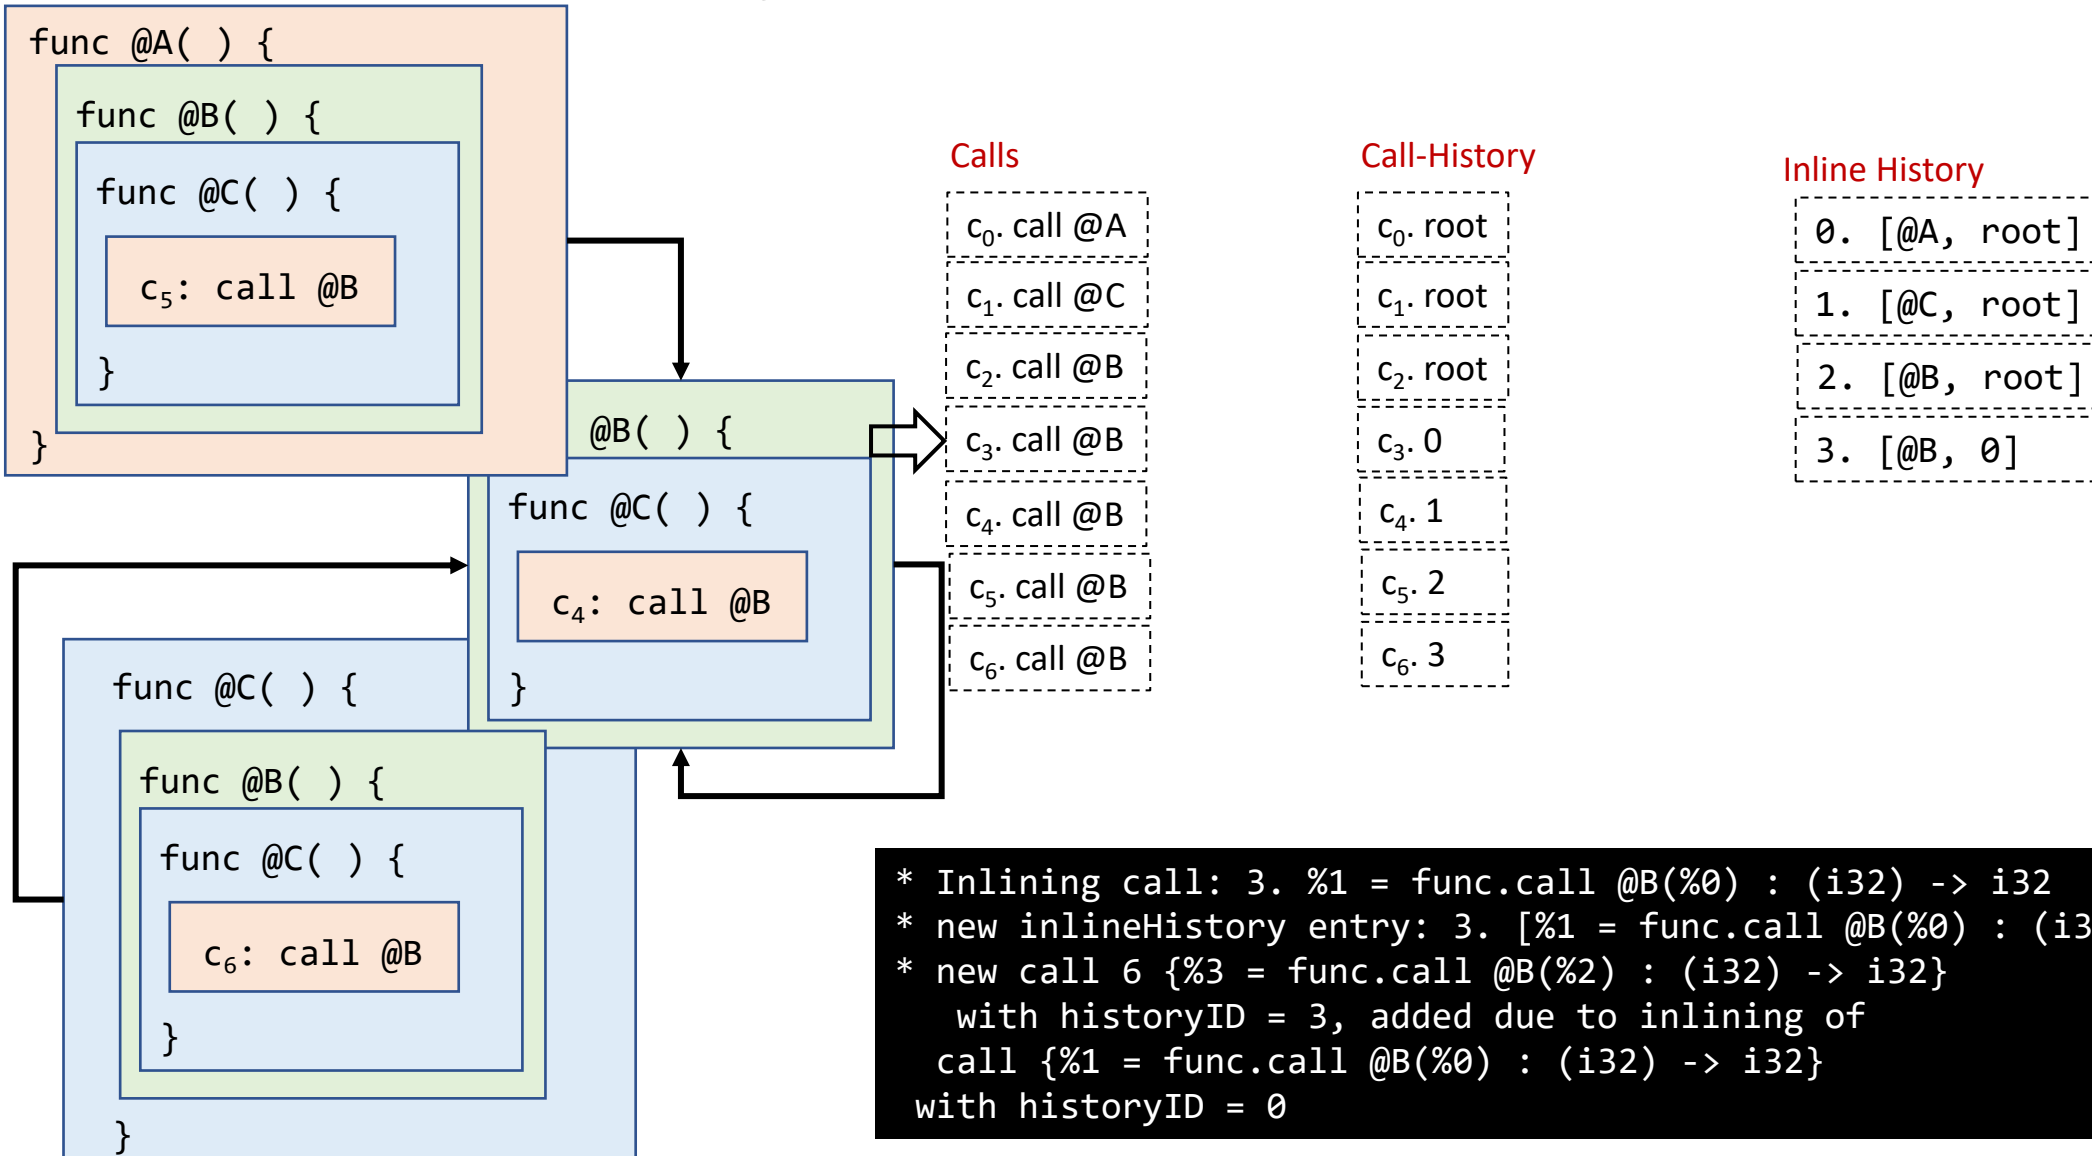 func @A( ) {
func @B( ) {
func @C( ) {
c5: call @B
}
}
@B( ) {
func @C( ) {
c4: call @B
}
func @C( ) {
func @B( ) {
func @C( ) {
c6: call @B
}
}
Calls
c0. call @A
c1. call @C
c2. call @B
c3. call @B
c4. call @B
c5. call @B
c6. call @B
Call-History
c0. root
c1. root
c2. root
c3. 0
c4. 1
c5. 2
c6. 3
Inline History
0. [@A, root]
1. [@C, root]
2. [@B, root]
3. [@B, 0]
* Inlining call: 3. %1 = func.call @B(%0) : (i32) -> i32
* new inlineHistory entry: 3. [%1 = func.call @B(%0) : (i3
* new call 6 {%3 = func.call @B(%2) : (i32) -> i32}
with historyID = 3, added due to inlining of
call {%1 = func.call @B(%0) : (i32) -> i32}
with historyID = 0